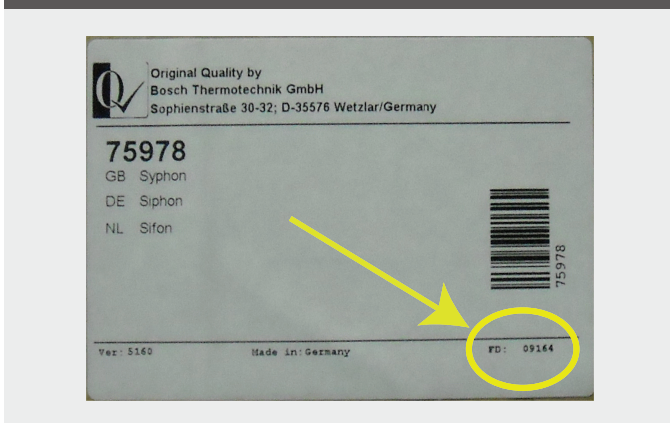 Original Quality by
Bosch Thermotechnik GmbH
Sophienstraße 30-32; D-35576 Wetzlar/Germany
75978
GB Syphon
DE Siphon
NL Sifon
75978
Ver: 5160 Made in: Germany FD: 09164